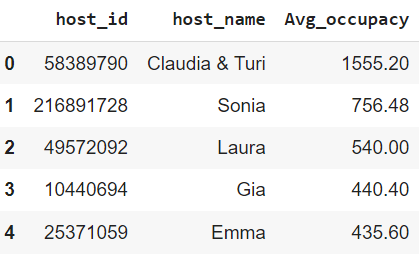 host_id host_name Avg_occupacy
0 58389790 Claudia & Turi 1555.20
1 216891728 Sonia 756.48
2 49572092 Laura 540.00
3 10440694 Gia 440.40
4 25371059 Emma 435.60